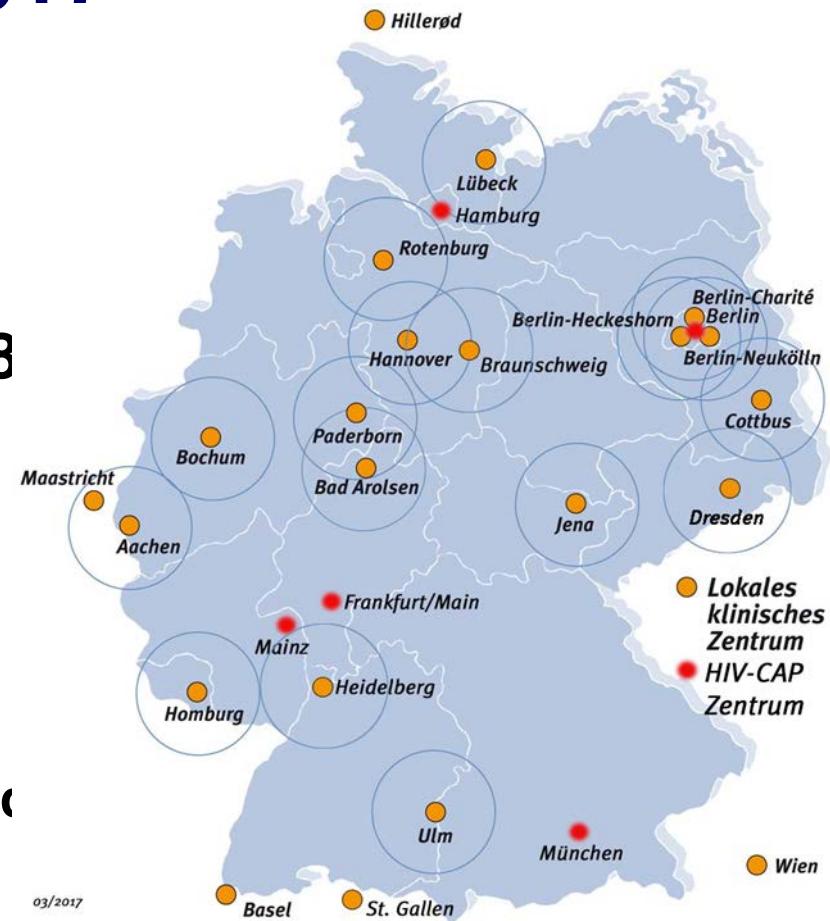 Hillerød
Lübeck
Hamburg
Rotenburg
Berlin-Charité
Berlin-Heckeshorn
Berlin
Hannover
Braunschweig
Berlin-Neukölln
Cottbus
Paderborn
Bochum
Maastricht
Bad Arolsen
Aachen
Jena
Dresden
Lokales
klinisches
Zentrum
Frankfurt/Main
Mainz
HIV-CAP
Zentrum
Heidelberg
Homburg
Ulm
München
Wien
03/2017
Basel
St. Gallen